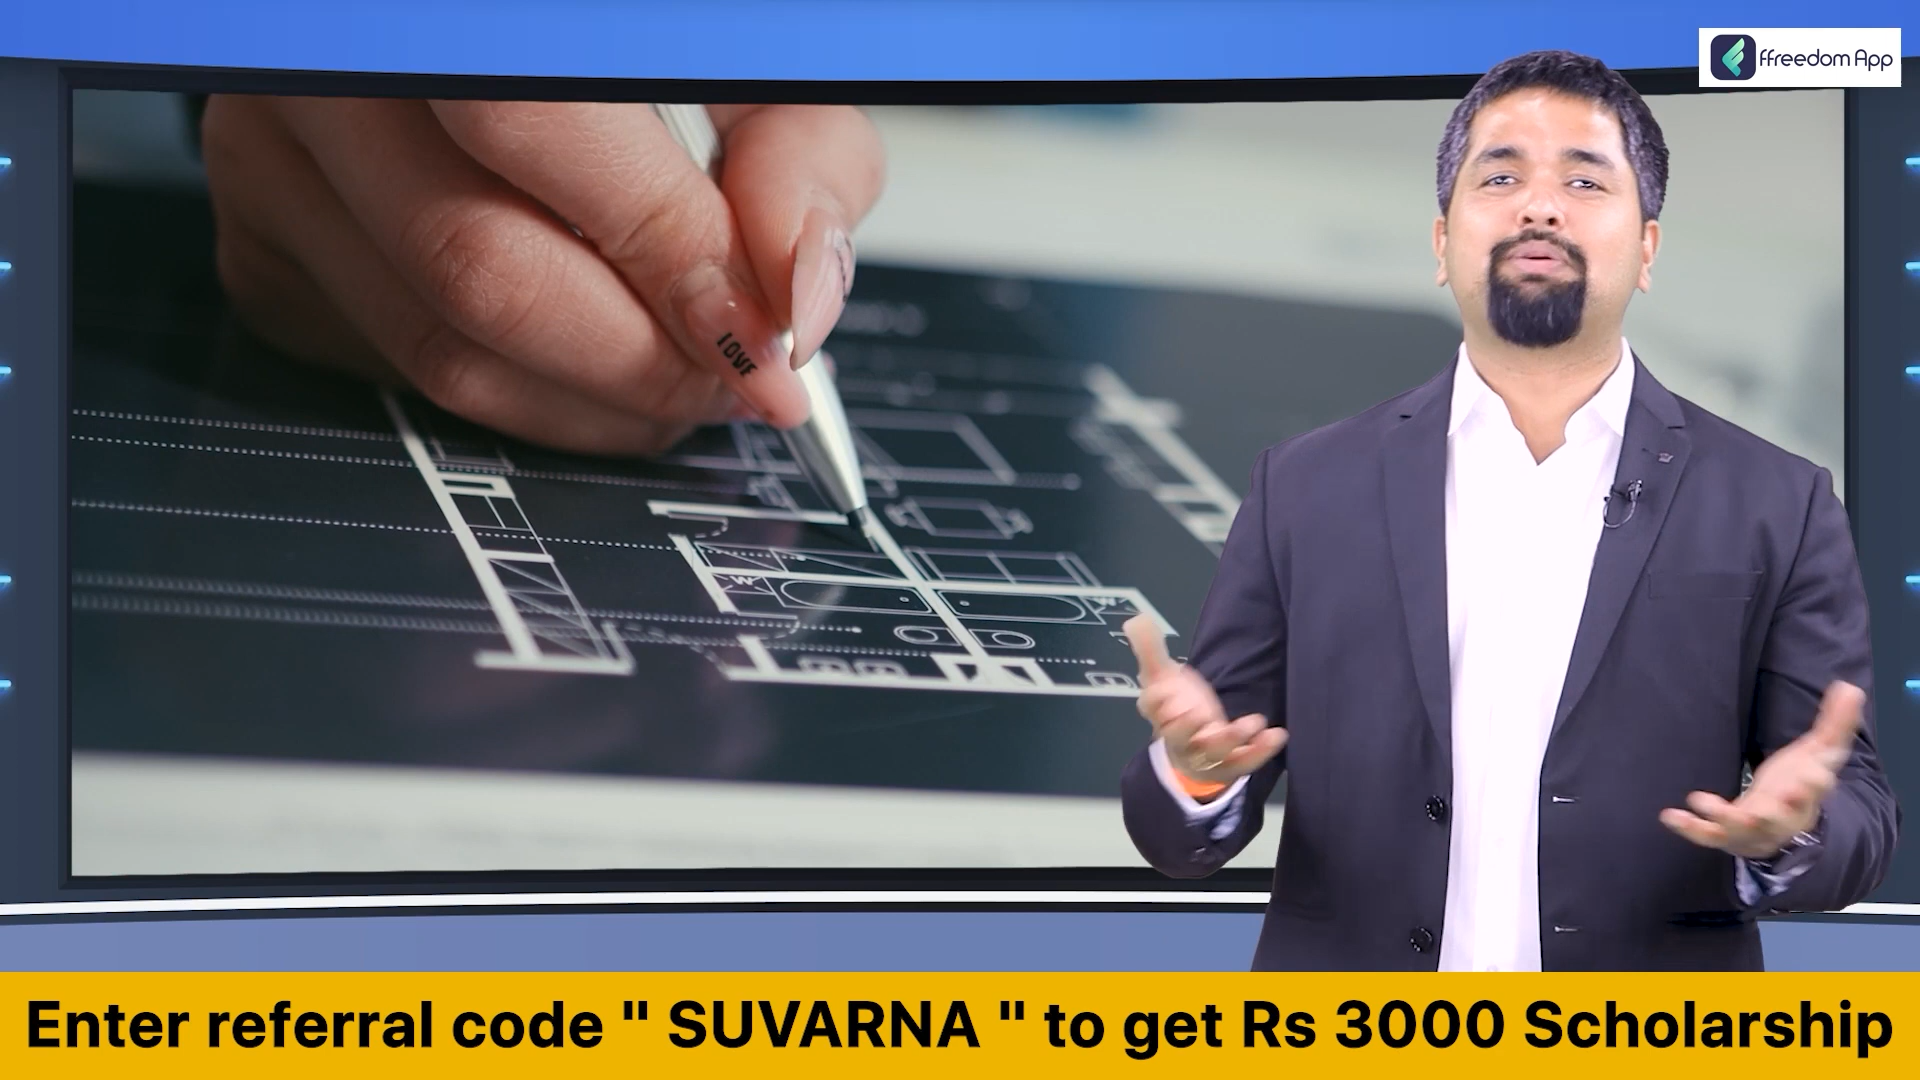 ffreedom App
LOVE
W
W
Enter referral code " SUVARNA " to get Rs 3000 Scholarship